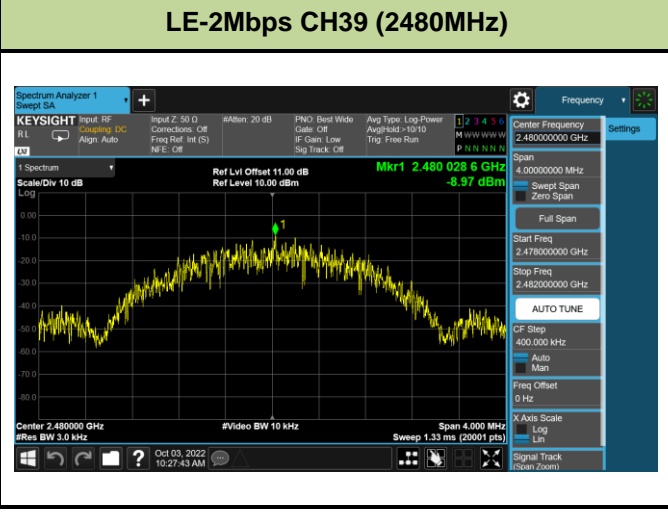 LE-2Mbps CH39 (2480MHz)
Spectrum Analyzer 1
Swept SA
+
Frequency
KEYSIGHT
RL
LXI
Input: RF
Coupling: DC
Align: Auto
Input Z: 50 Ω
Corrections: Off
Freq Ref: Int (S)
NFE: Off
#Atten: 20 dB
PNO: Best Wide
Gate: Off
IF Gain: Low
Sig Track: Off
Avg Type: Log-Power
Avg|Hold:>10/10
Trig: Free Run
1 2 3 4 5 6
M W W W W W
P N N N N N
Center Frequency
2.480000000 GHz
Settings
Span
4.00000000 MHz
Swept Span
Zero Span
Full Span
Start Freq
2.478000000 GHz
Stop Freq
2.482000000 GHz
AUTO TUNE
CF Step
400.000 kHz
Auto
Man
Freq Offset
0 Hz
X Axis Scale
Log
Lin
Signal Track
(Span Zoom)
1 Spectrum
Scale/Div 10 dB
Log
Ref Lvl Offset 11.00 dB
Ref Level 10.00 dBm
Mkr1 2.480 028 6 GHz
-8.97 dBm
1
0.00
-10.0
-20.0
-30.0
-40.0
-50.0
-60.0
-70.0
-80.0
Center 2.480000 GHz
#Res BW 3.0 kHz
#Video BW 10 kHz
Span 4.000 MHz
Sweep 1.33 ms (20001 pts)
?
Oct 03, 2022
10:27:43 AM